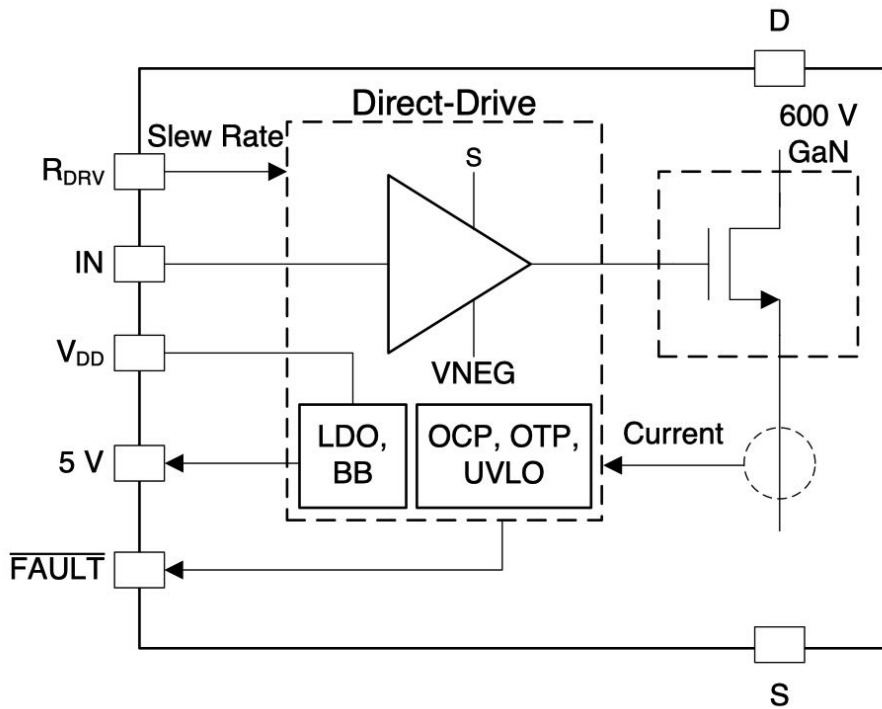 D
Direct-Drive
600 V
GaN
Slew Rate
R_DRV
S
IN
V_DD
VNEG
LDO,
BB
OCP, OTP,
UVLO
Current
5 V
FAULT
S